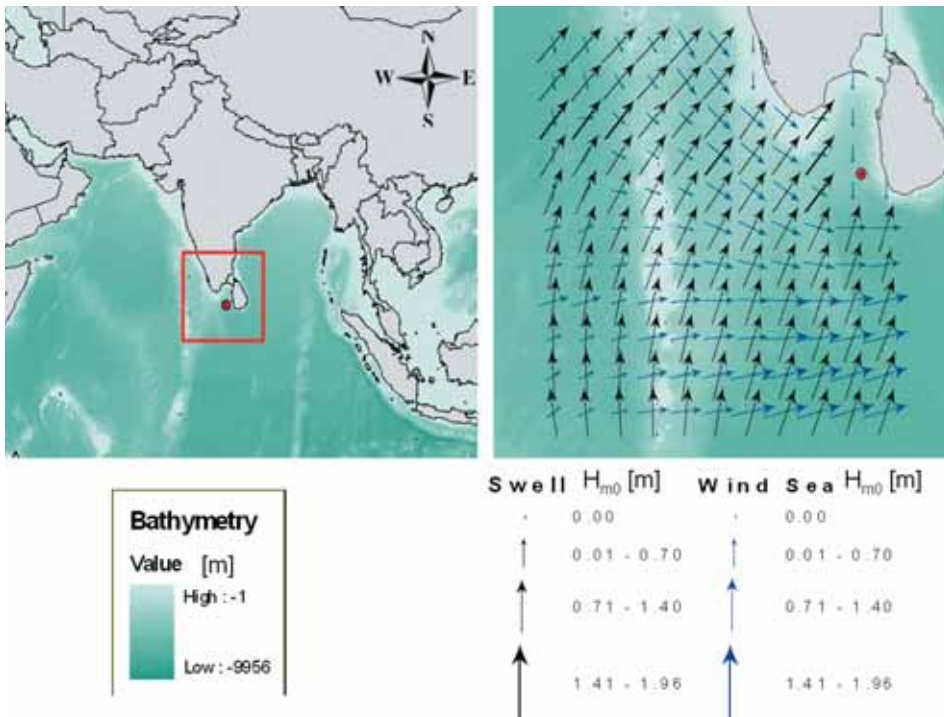 N
W E
S
Bathymetry
Value [m]
High : -1
Low : -9956
Swell Hm0 [m] Wind Sea Hm0 [m]
0.00 0.00
0.01 - 0.70 0.01 - 0.70
0.71 - 1.40 0.71 - 1.40
1.41 - 1.96 1.41 - 1.96